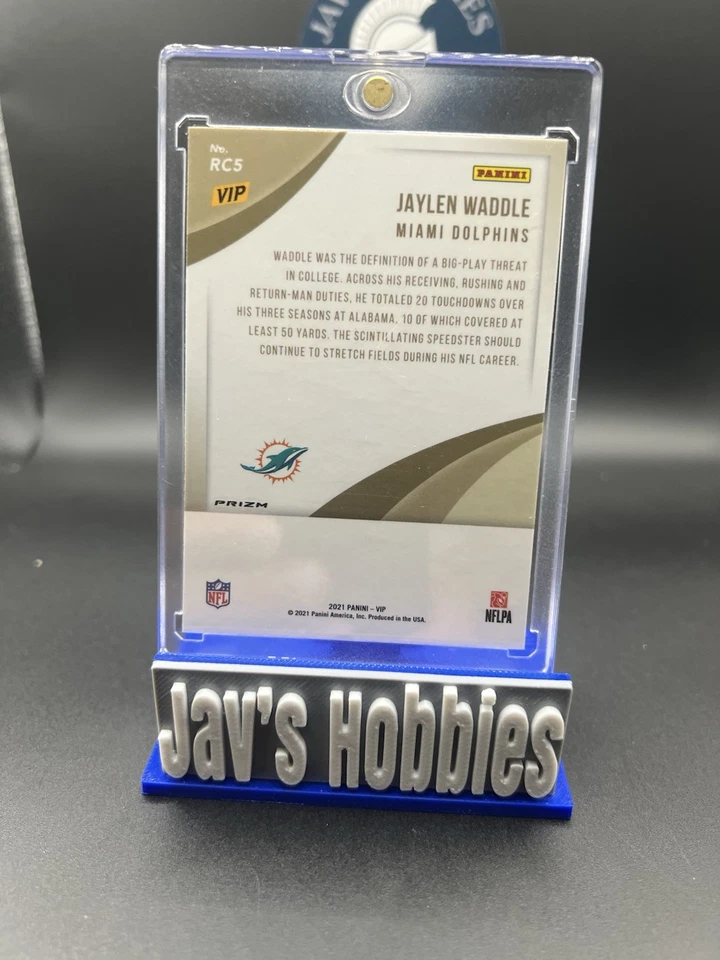 No.
RC5
VIP
PANINI
JAYLEN WADDLE
MIAMI DOLPHINS
WADDLE WAS THE DEFINITION OF A BIG-PLAY THREAT
IN COLLEGE. ACROSS HIS RECEIVING, RUSHING AND
RETURN-MAN DUTIES, HE TOTALED 20 TOUCHDOWNS OVER
HIS THREE SEASONS AT ALABAMA, 10 OF WHICH COVERED AT
LEAST 50 YARDS. THE SCINTILLATING SPEEDSTER SHOULD
CONTINUE TO STRETCH FIELDS DURING HIS NFL CAREER.
PRIZM
NFL
2021 PANINI – VIP
© 2021 Panini America, Inc. Produced in the USA.
NFLPA
Jav's Hobbies